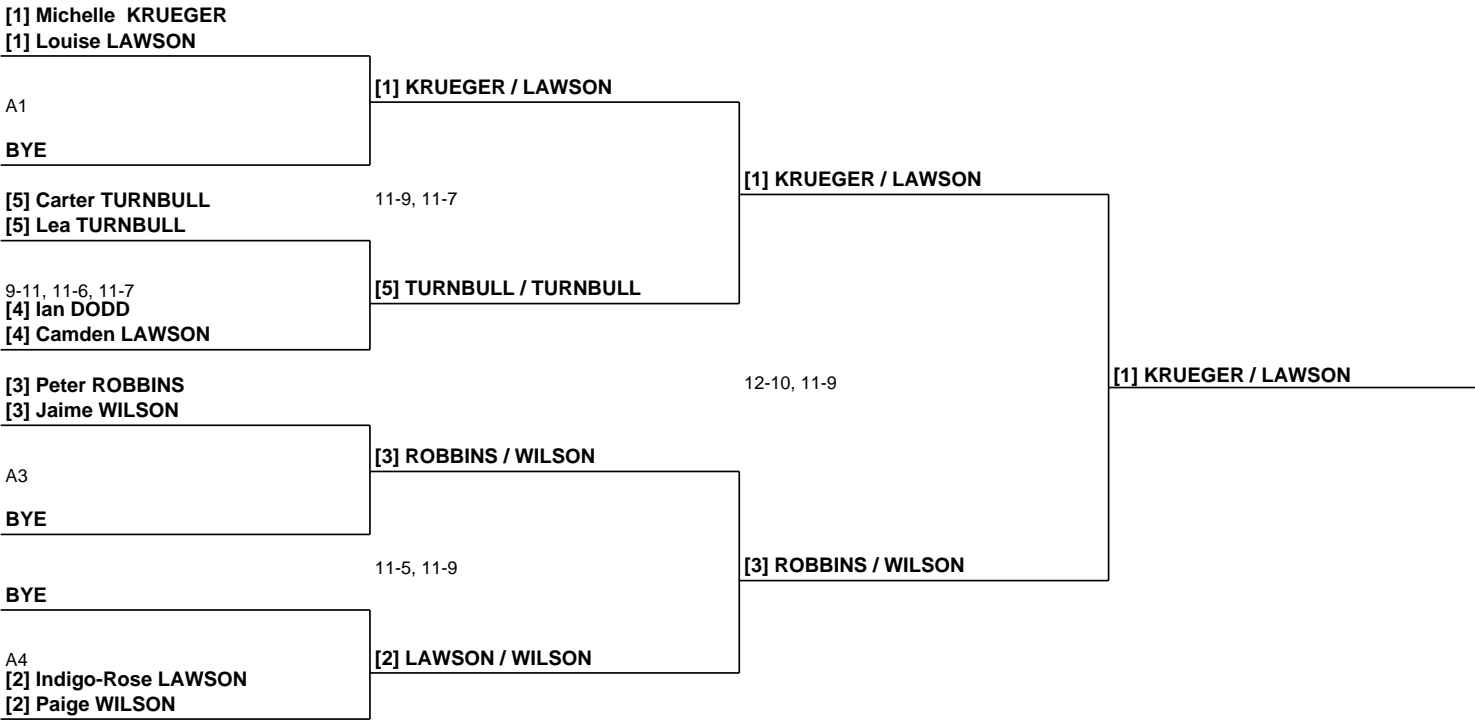 [1] Michelle  KRUEGER
[1] Louise LAWSON
[1] KRUEGER / LAWSON
A1
BYE
[1] KRUEGER / LAWSON
[5] Carter TURNBULL
11-9, 11-7
[5] Lea TURNBULL
9-11, 11-6, 11-7
[5] TURNBULL / TURNBULL
[4] Ian DODD
[4] Camden LAWSON
[3] Peter ROBBINS
12-10, 11-9
[1] KRUEGER / LAWSON
[3] Jaime WILSON
[3] ROBBINS / WILSON
A3
BYE
11-5, 11-9
[3] ROBBINS / WILSON
BYE
A4
[2] LAWSON / WILSON
[2] Indigo-Rose LAWSON
[2] Paige WILSON